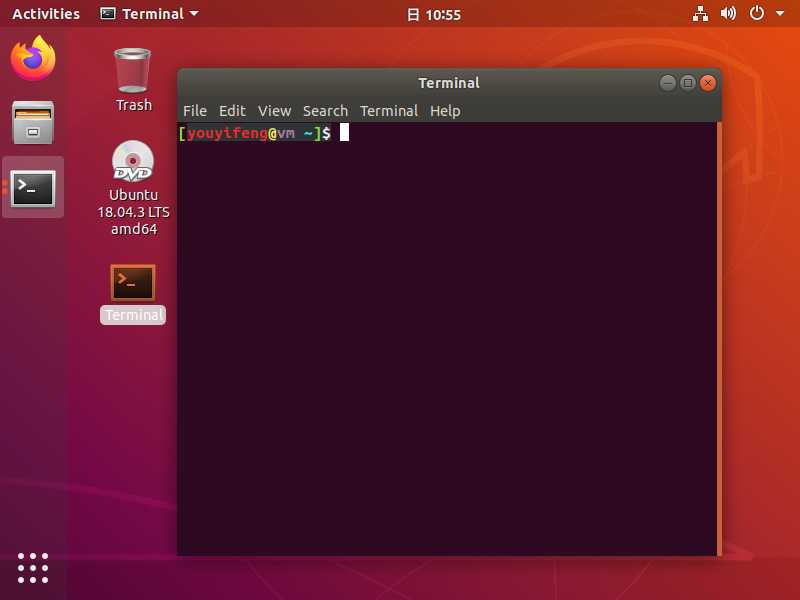 Activities Terminal 日 10:55
Trash
DVD
Ubuntu
18.04.3 LTS
amd64
Terminal
Terminal
File Edit View Search Terminal Help
[youyifeng@vm ~]$